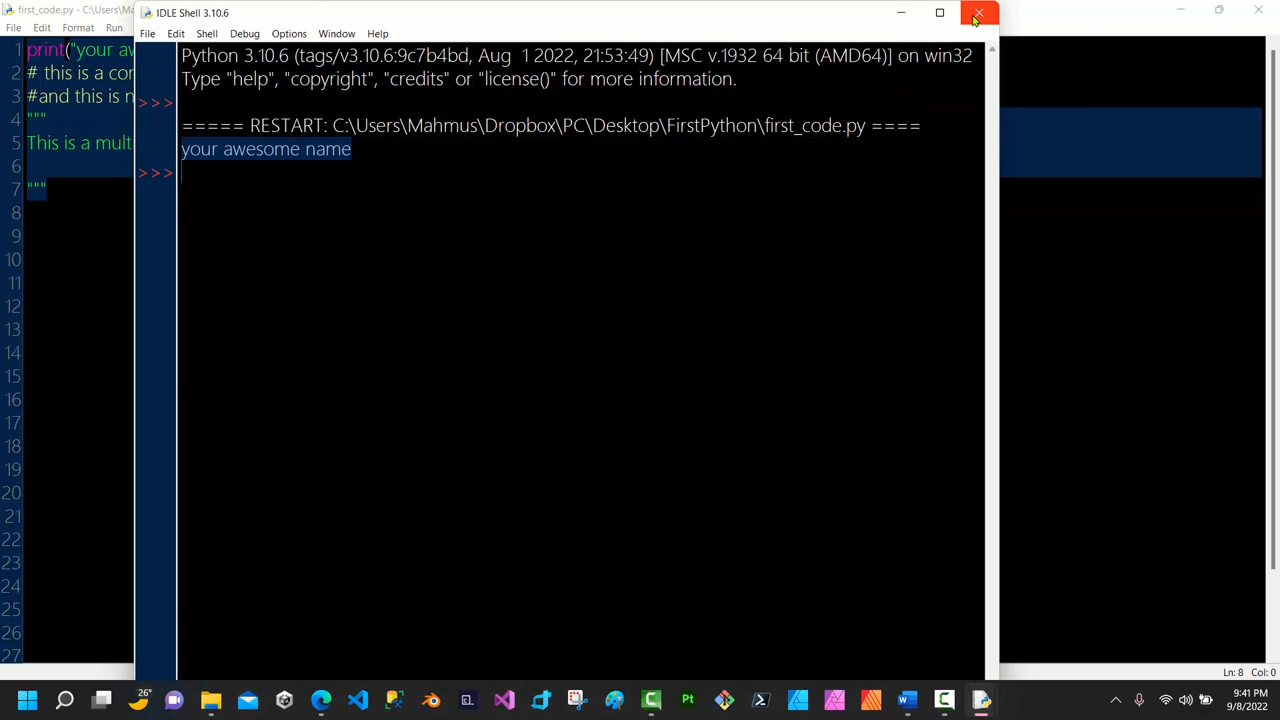 first_code.py - C:\Users\Ma
File Edit Format Run
1 print("your aw
2 # this is a cor
3 #and this is n
4 """
5 This is a mult
6
7 """
8
9
10
11
12
13
14
15
16
17
18
19
20
21
22
23
24
25
26
27
IDLE Shell 3.10.6
File Edit Shell Debug Options Window Help
Python 3.10.6 (tags/v3.10.6:9c7b4bd, Aug 1 2022, 21:53:49) [MSC v.1932 64 bit (AMD64)] on win32
Type "help", "copyright", "credits" or "license()" for more information.
>>>
===== RESTART: C:\Users\Mahmus\Dropbox\PC\Desktop\FirstPython\first_code.py ====
your awesome name
>>>
Ln: 8 Col: 0
26°
Pt
9:41 PM
9/8/2022